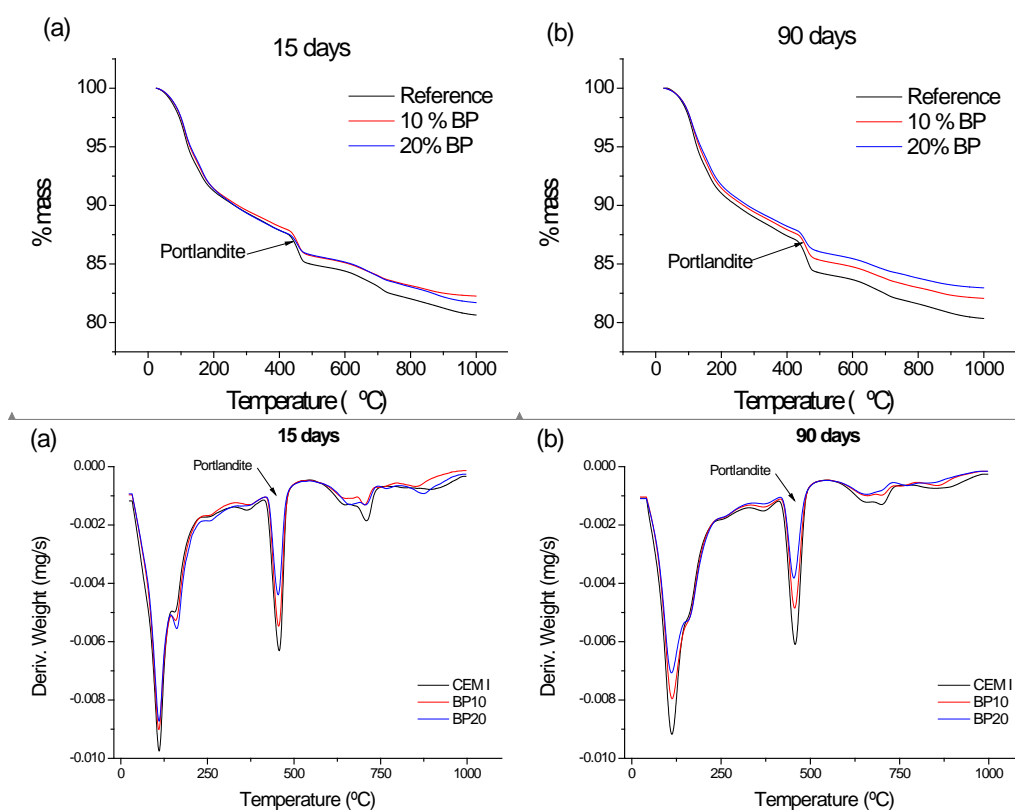 (a)
15 days
100
95
90
85
80
% mass
Reference
10 % BP
20% BP
Portlandite
0 200 400 600 800 1000
Temperature ( ºC)
(b)
90 days
100
95
90
85
80
% mass
Reference
10 % BP
20% BP
Portlandite
0 200 400 600 800 1000
Temperature ( ºC)
(a)
15 days
0.000
-0.002
-0.004
-0.006
-0.008
-0.010
Deriv. Weight (mg/s)
Portlandite
CEM I
BP10
BP20
0 250 500 750 1000
Temperature (ºC)
(b)
90 days
0.000
-0.002
-0.004
-0.006
-0.008
-0.010
Deriv. Weight (mg/s)
Portlandite
CEM I
BP10
BP20
0 250 500 750 1000
Temperature (ºC)